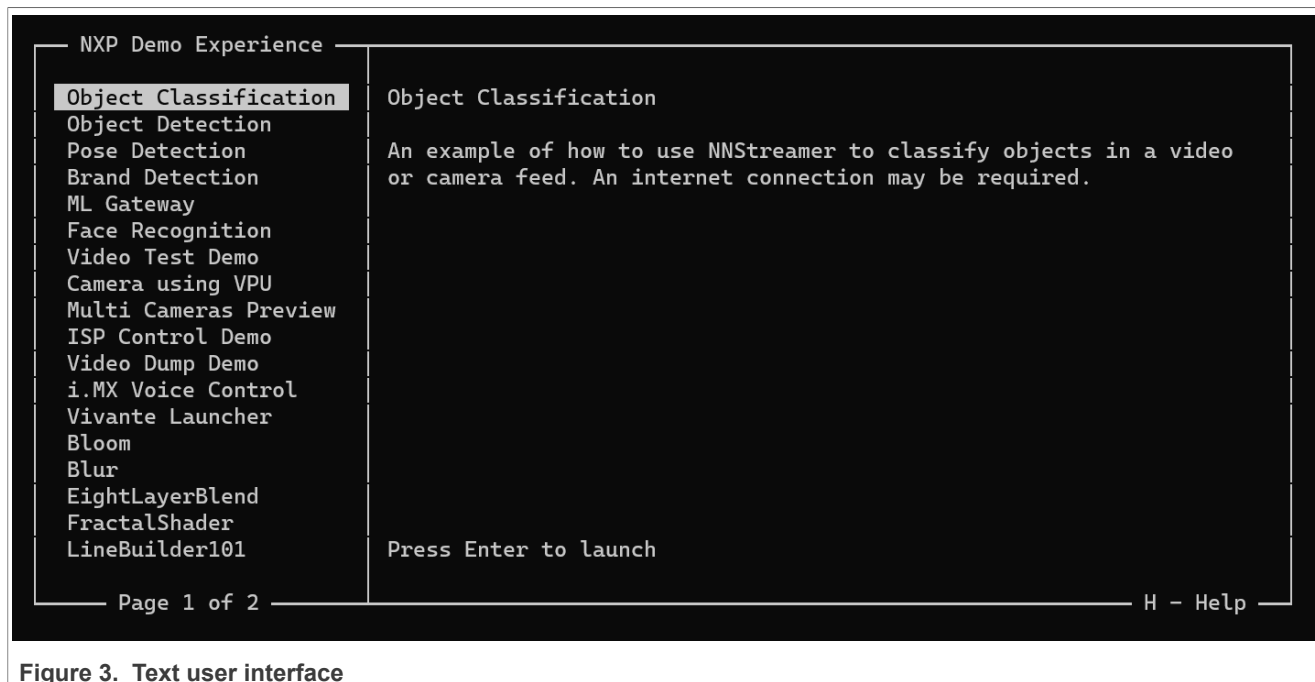 NXP Demo Experience
Object Classification
Object Detection
Pose Detection
Brand Detection
ML Gateway
Face Recognition
Video Test Demo
Camera using VPU
Multi Cameras Preview
ISP Control Demo
Video Dump Demo
i.MX Voice Control
Vivante Launcher
Bloom
Blur
EightLayerBlend
FractalShader
LineBuilder101
Page 1 of 2
Object Classification
An example of how to use NNStreamer to classify objects in a video
or camera feed. An internet connection may be required.
Press Enter to launch
H – Help
Figure 3. Text user interface